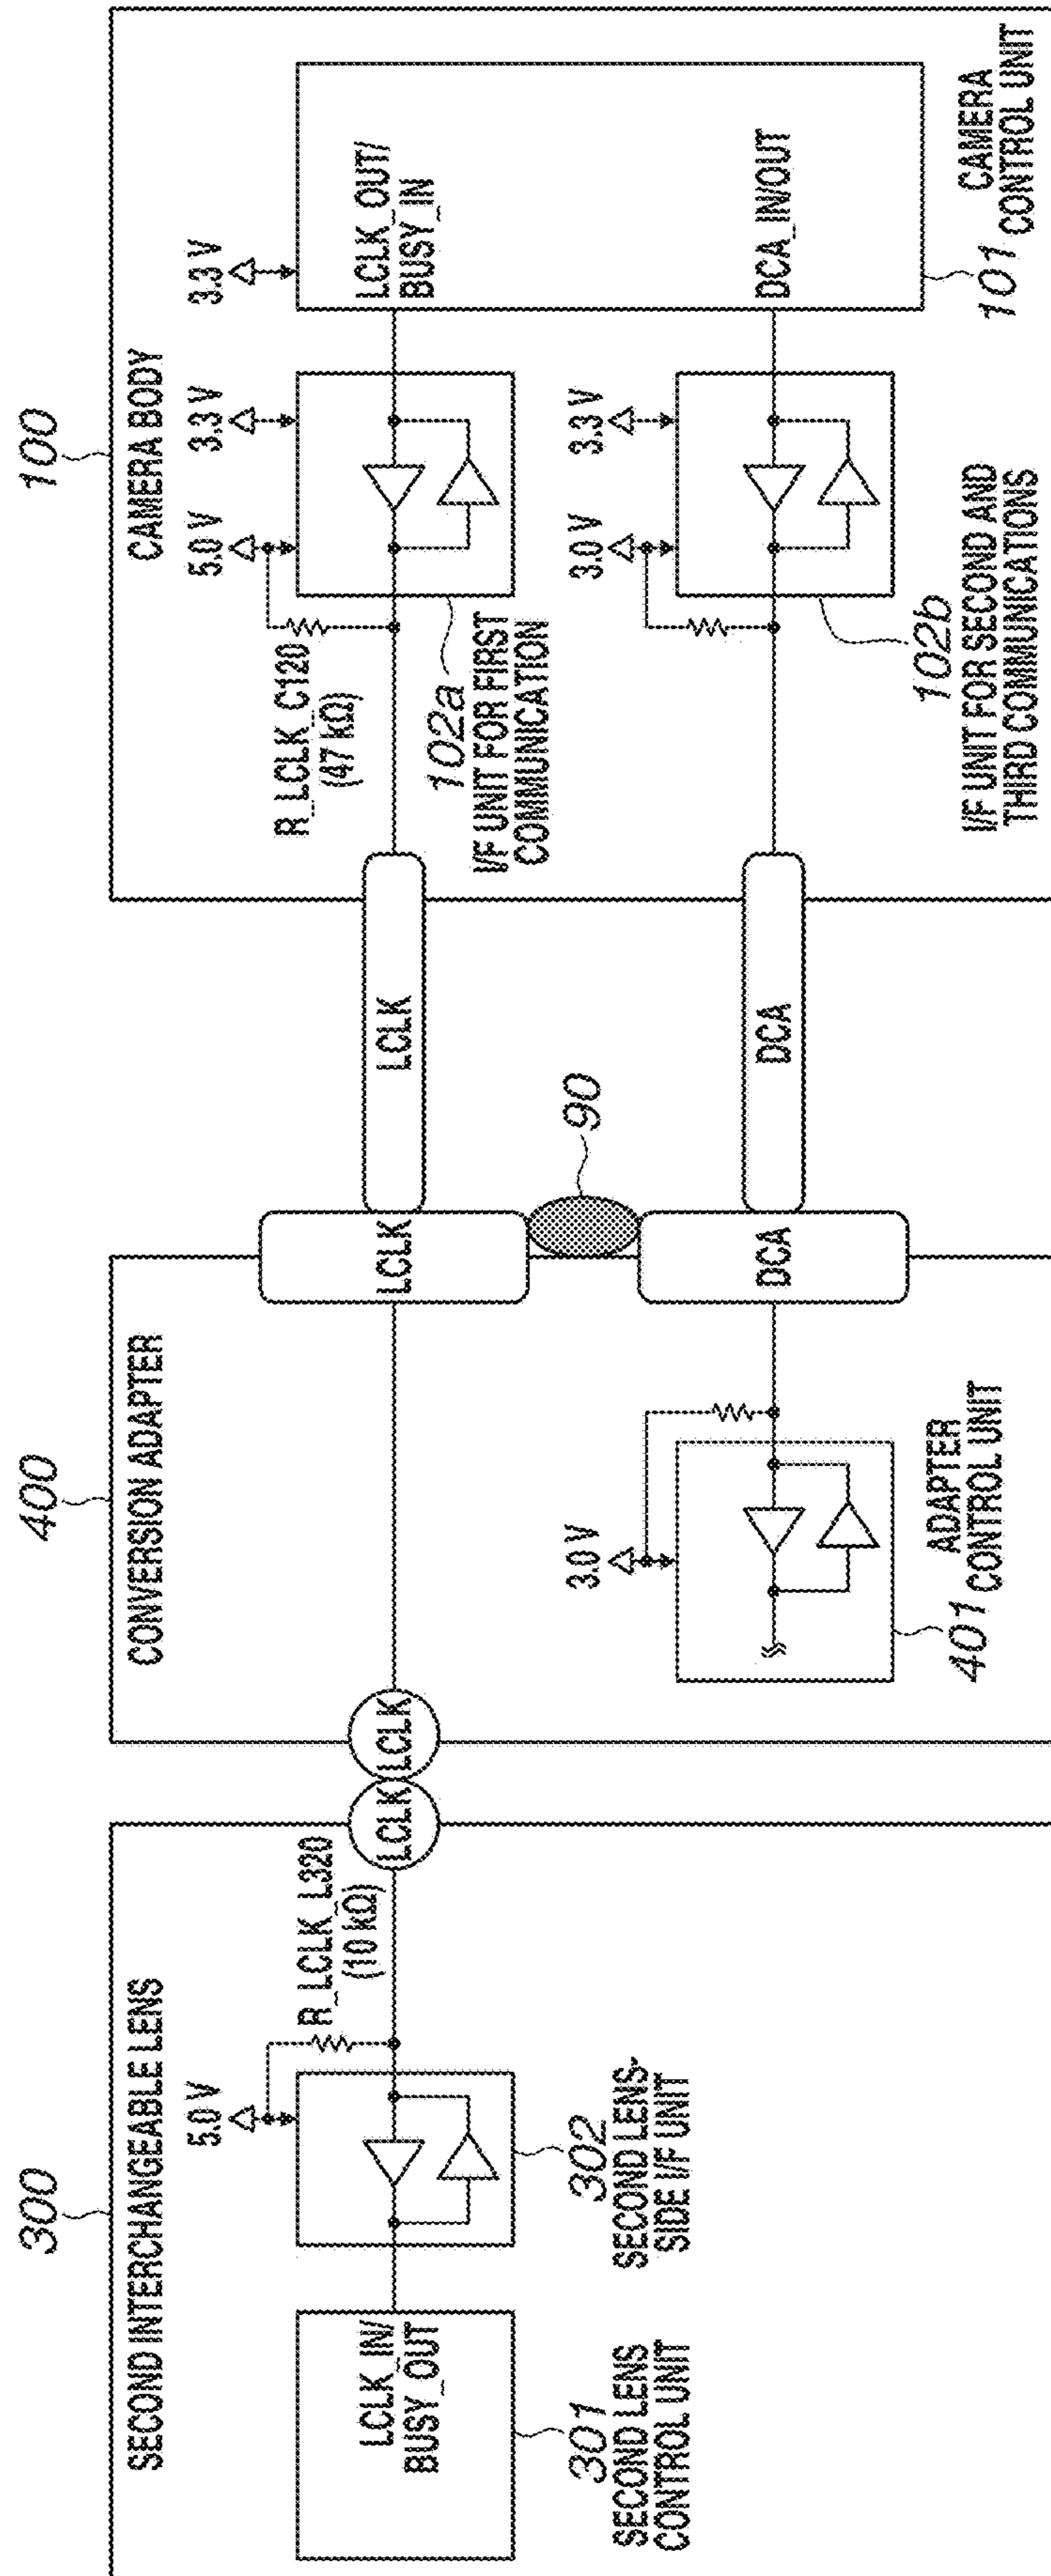 300
SECOND INTERCHANGEABLE LENS
5.0 V
R_LCLK_L320
(10 kΩ)
LCLK_IN/
BUSY_OUT
301
SECOND LENS
CONTROL UNIT
302
SECOND LENS-
SIDE I/F UNIT
LCLK
400
CONVERSION ADAPTER
LCLK
LCLK
3.0 V
DCA
401
ADAPTER
CONTROL UNIT
90
LCLK
DCA
100
CAMERA BODY
5.0 V
3.3 V
3.3 V
R_LCLK_C120
(47 kΩ)
LCLK_OUT/
BUSY_IN
102a
I/F UNIT FOR FIRST
COMMUNICATION
3.0 V
3.3 V
DCA_IN/OUT
102b
I/F UNIT FOR SECOND AND
THIRD COMMUNICATIONS
101
CAMERA
CONTROL UNIT